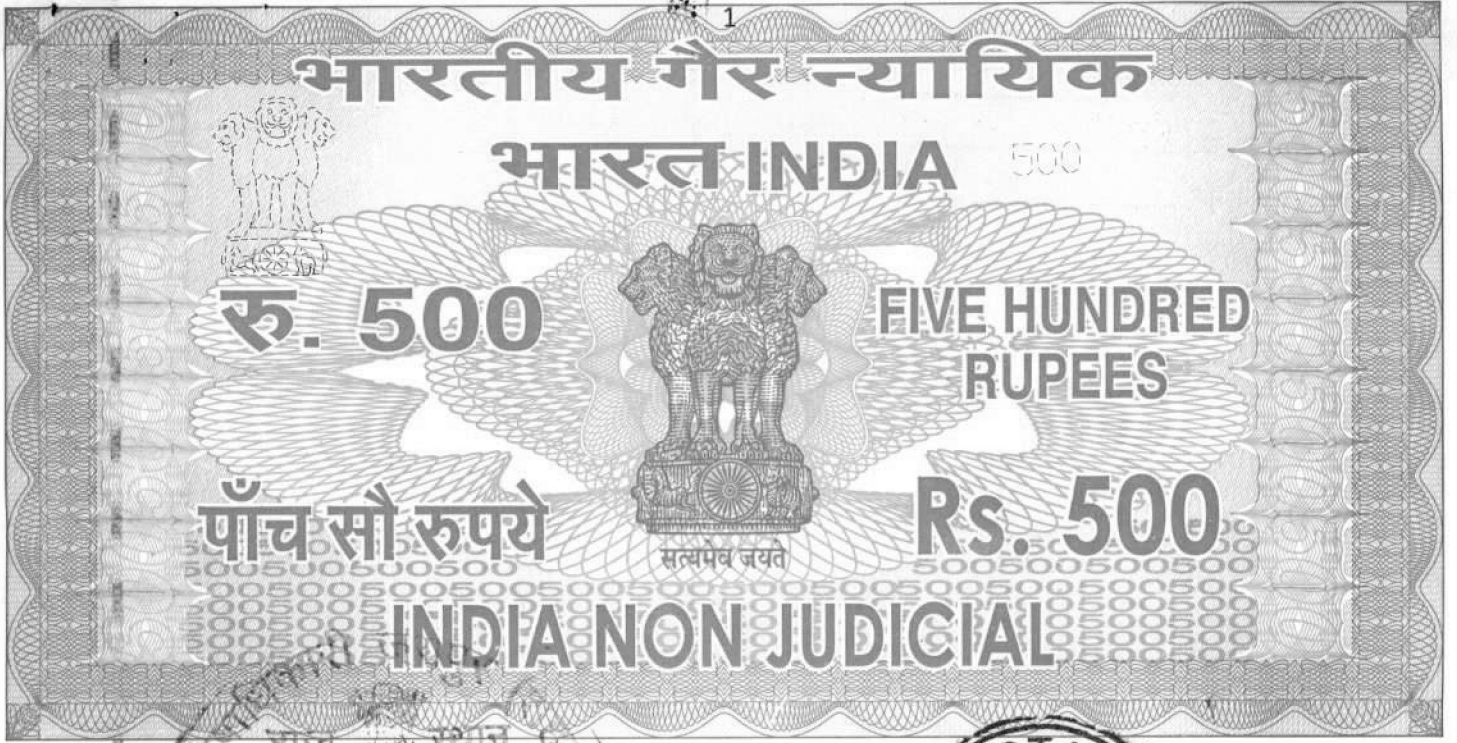 1
भारतीय गैर न्यायिक
भारत INDIA 500
रु. 500 FIVE HUNDRED
RUPEES
पाँच सौ रुपये Rs. 500
सत्यमेव जयते
INDIA NON JUDICIAL